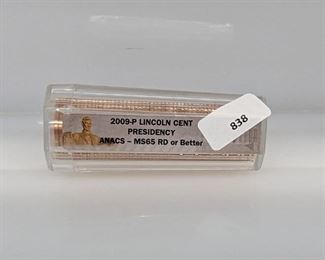 2009-P LINCOLN CENT
PRESIDENCY
ANACS – MS65 RD or Better
838